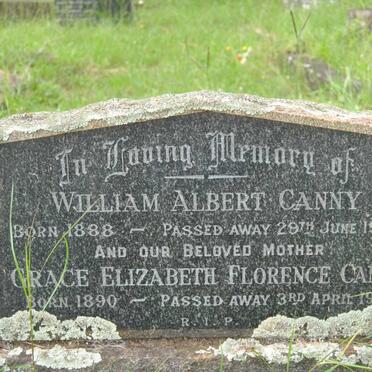 In Loving Memory of
WILLIAM ALBERT CANNY
BORN 1888 — PASSED AWAY 29TH JUNE
AND OUR BELOVED MOTHER
GRACE ELIZABETH FLORENCE
BORN 1890 — PASSED AWAY 3RD APRIL
R.I.P.